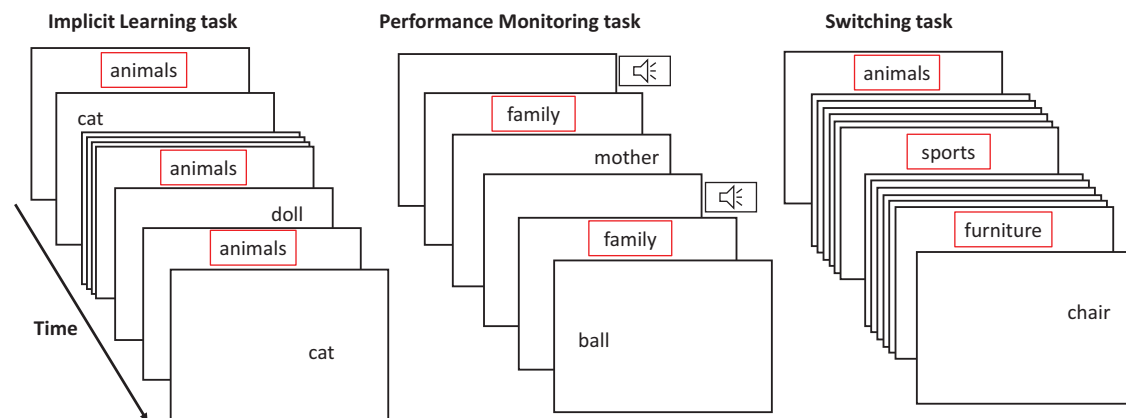 Implicit Learning task
animals
cat
animals
doll
animals
cat
Time
Performance Monitoring task
family
mother
family
ball
Switching task
animals
sports
furniture
chair